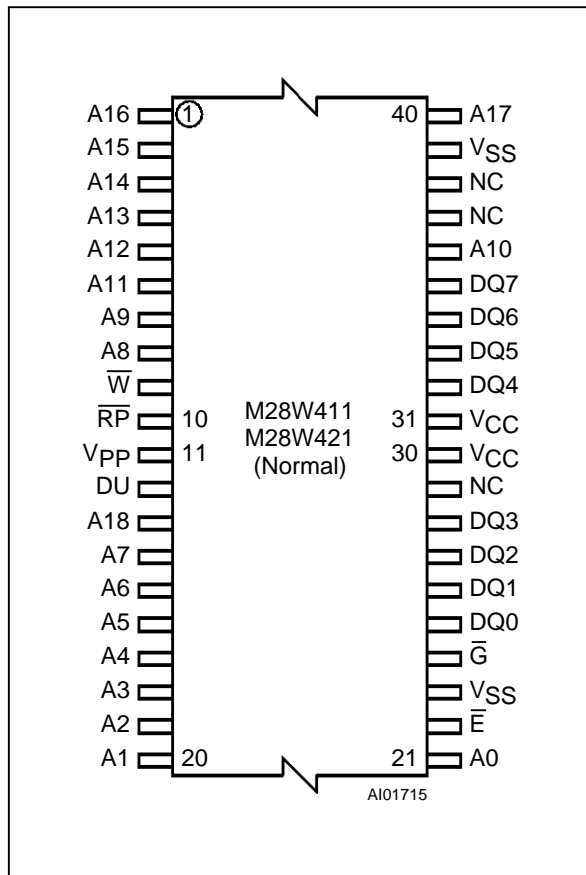 A16 1 40 A17
A15 VSS
A14 NC
A13 NC
A12 A10
A11 DQ7
A9 DQ6
A8 DQ5
W̅ DQ4
R̅P̅ 10 M28W411 31 VCC
M28W421
VPP 11 30 VCC
(Normal)
DU NC
A18 DQ3
A7 DQ2
A6 DQ1
A5 DQ0
A4 G̅
A3 VSS
A2 E̅
A1 20 21 A0
AI01715